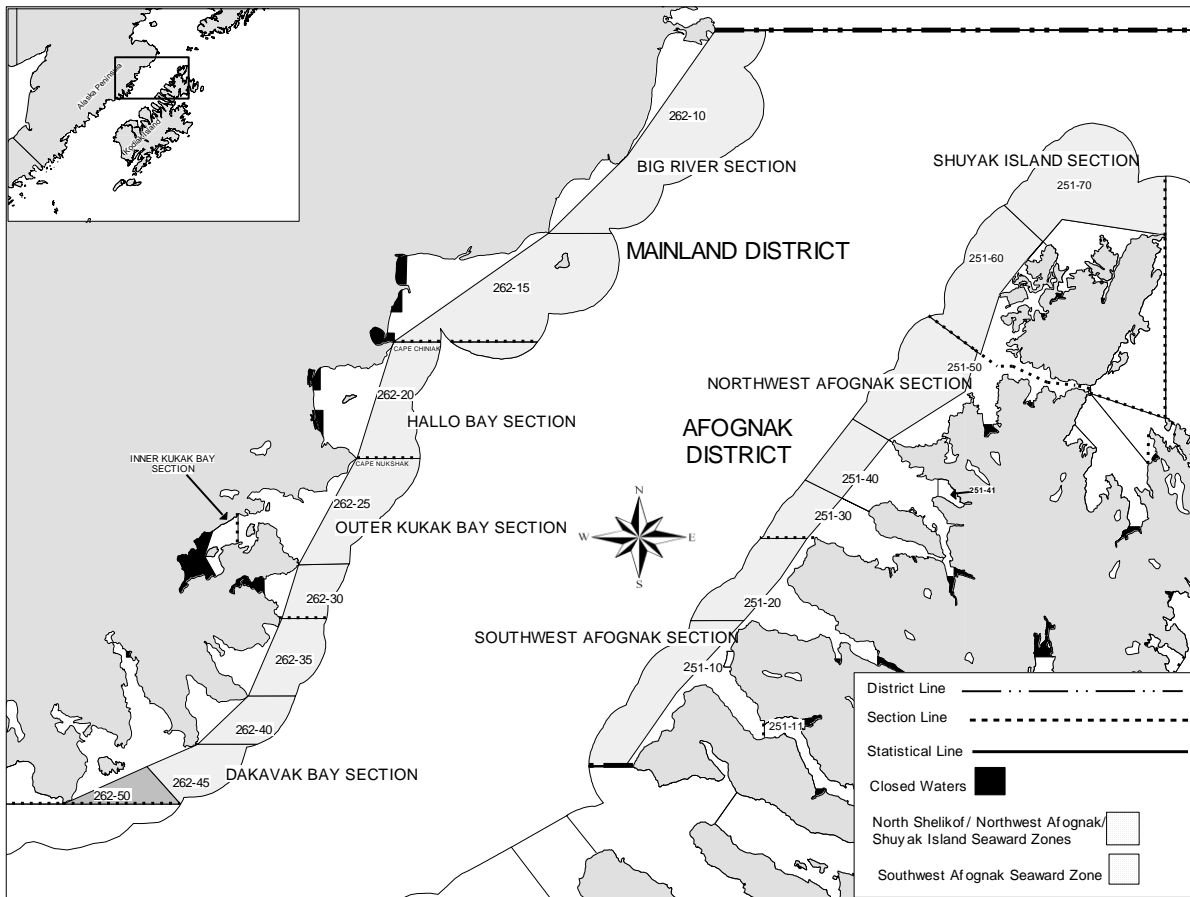 Alaska Peninsula
Kodiak Island
262-10
BIG RIVER SECTION
SHUYAK ISLAND SECTION
251-70
MAINLAND DISTRICT
251-60
262-15
CAPE CHINIAK
251-50
NORTHWEST AFOGNAK SECTION
262-20
HALLO BAY SECTION
AFOGNAK
DISTRICT
INNER KUKAK BAY
SECTION
CAPE NUKSHAK
251-40
251-41
262-25
OUTER KUKAK BAY SECTION
251-30
N
W
E
S
262-30
251-20
SOUTHWEST AFOGNAK SECTION
262-35
251-10
262-40
251-11
DAKAVAK BAY SECTION
262-45
262-50
District Line
Section Line
Statistical Line
Closed Waters
North Shelikof/ Northwest Afognak/
Shuyak Island Seaward Zones
Southwest Afognak Seaward Zone